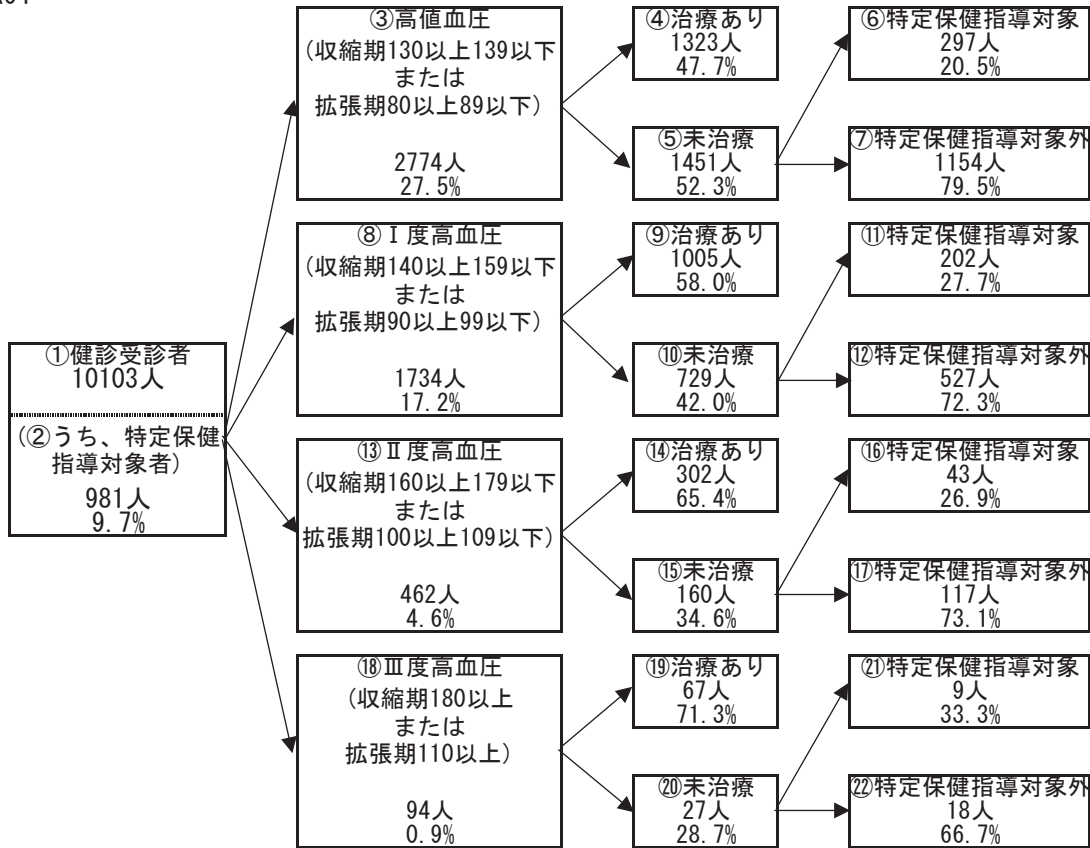 ①健診受診者
10103人
(②うち、特定保健
指導対象者)
981人
9.7%
③高値血圧
(収縮期130以上139以下
または
拡張期80以上89以下)
2774人
27.5%
④治療あり
1323人
47.7%
⑤未治療
1451人
52.3%
⑥特定保健指導対象
297人
20.5%
⑦特定保健指導対象外
1154人
79.5%
⑧Ⅰ度高血圧
(収縮期140以上159以下
または
拡張期90以上99以下)
1734人
17.2%
⑨治療あり
1005人
58.0%
⑩未治療
729人
42.0%
⑪特定保健指導対象
202人
27.7%
⑫特定保健指導対象外
527人
72.3%
⑬Ⅱ度高血圧
(収縮期160以上179以下
または
拡張期100以上109以下)
462人
4.6%
⑭治療あり
302人
65.4%
⑮未治療
160人
34.6%
⑯特定保健指導対象
43人
26.9%
⑰特定保健指導対象外
117人
73.1%
⑱Ⅲ度高血圧
(収縮期180以上
または
拡張期110以上)
94人
0.9%
⑲治療あり
67人
71.3%
⑳未治療
27人
28.7%
㉑特定保健指導対象
9人
33.3%
㉒特定保健指導対象外
18人
66.7%